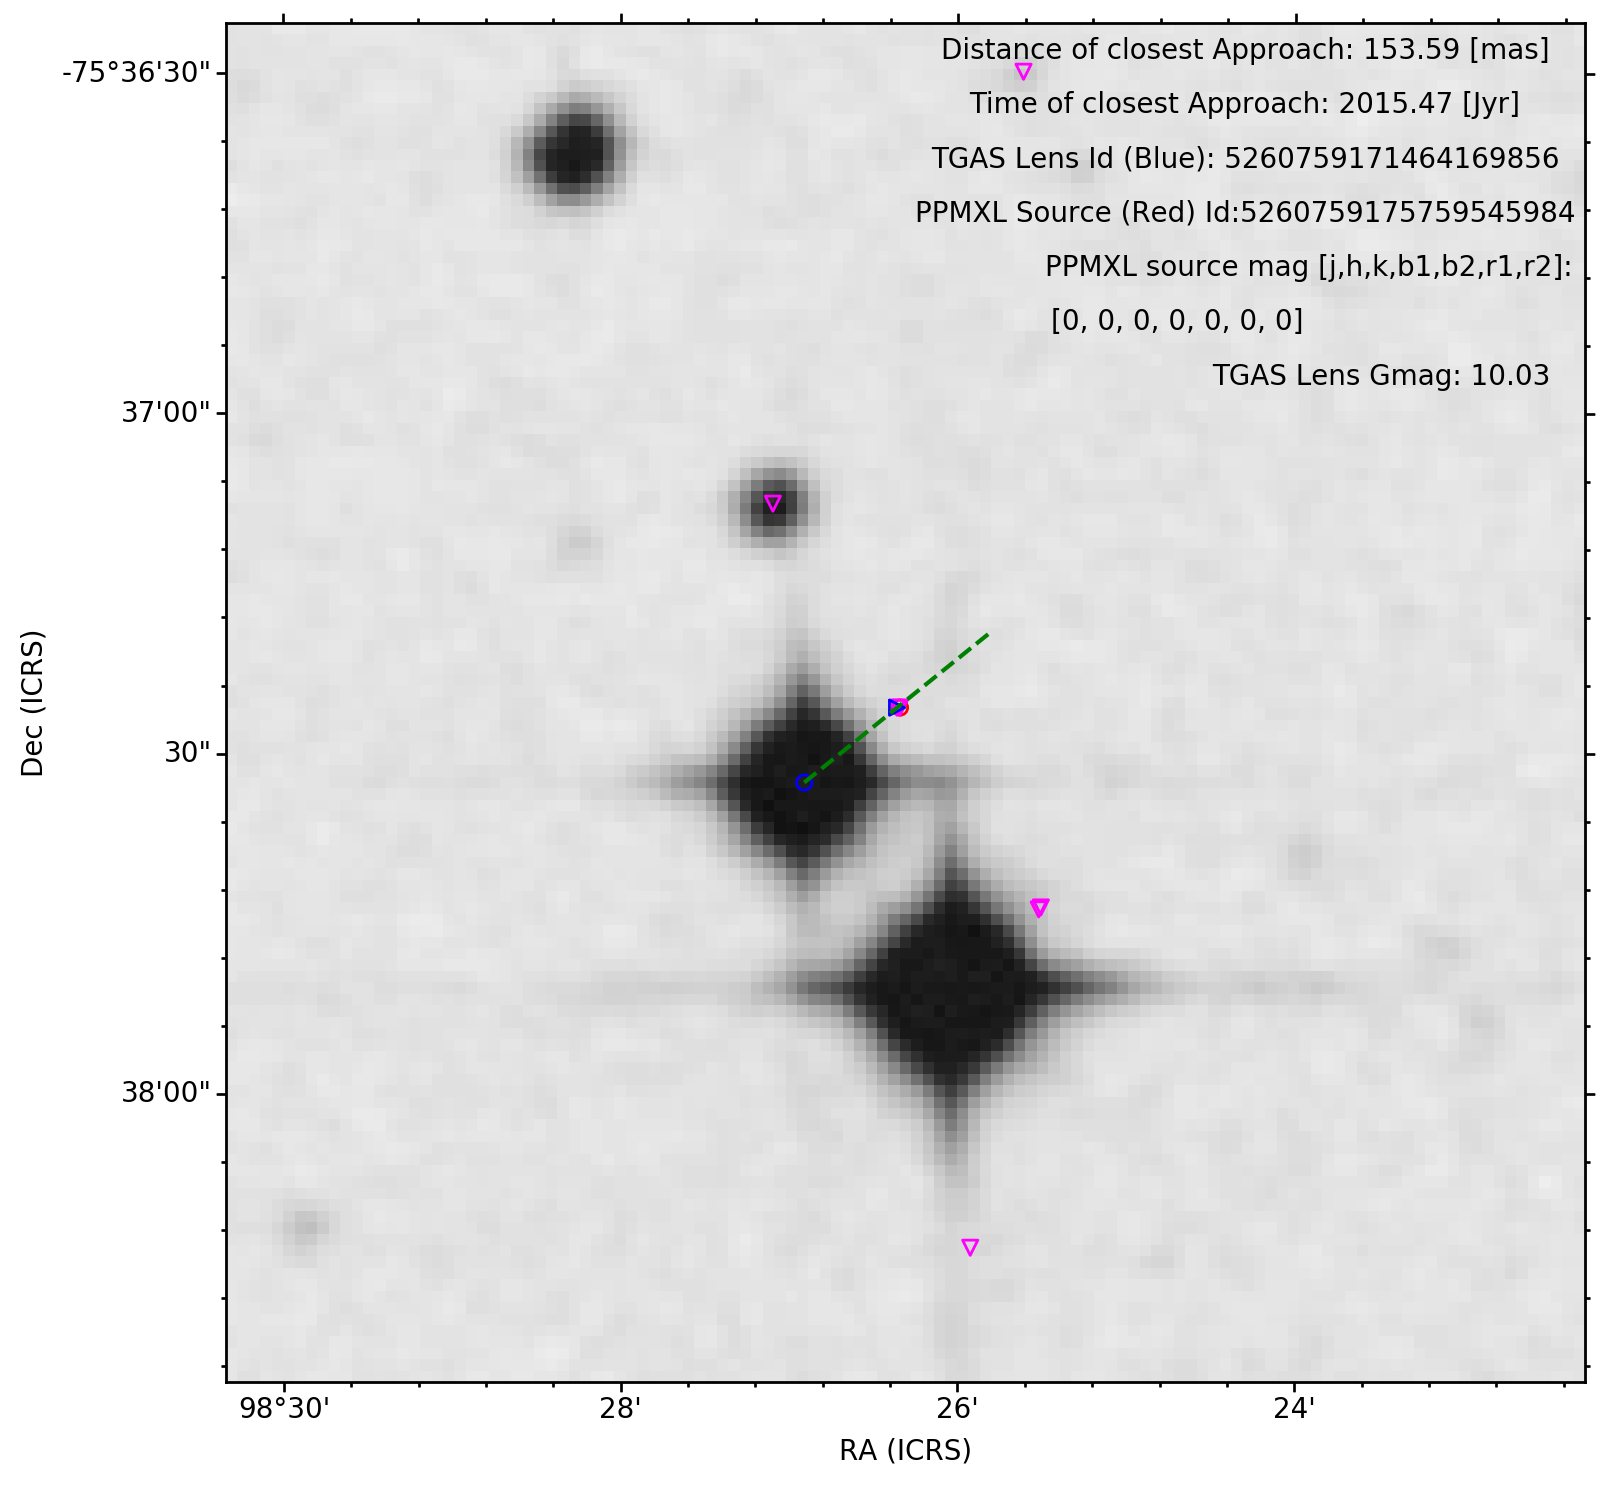 Distance of closest Approach: 153.59 [mas]
-75°36'30"
Time of closest Approach: 2015.47 [Jyr]
TGAS Lens Id (Blue): 5260759171464169856
PPMXL Source (Red) Id:5260759175759545984
PPMXL source mag [j,h,k,b1,b2,r1,r2]:
[0, 0, 0, 0, 0, 0, 0]
TGAS Lens Gmag: 10.03
37'00"
Dec (ICRS)
30"
38'00"
98°30' 28' 26' 24'
RA (ICRS)